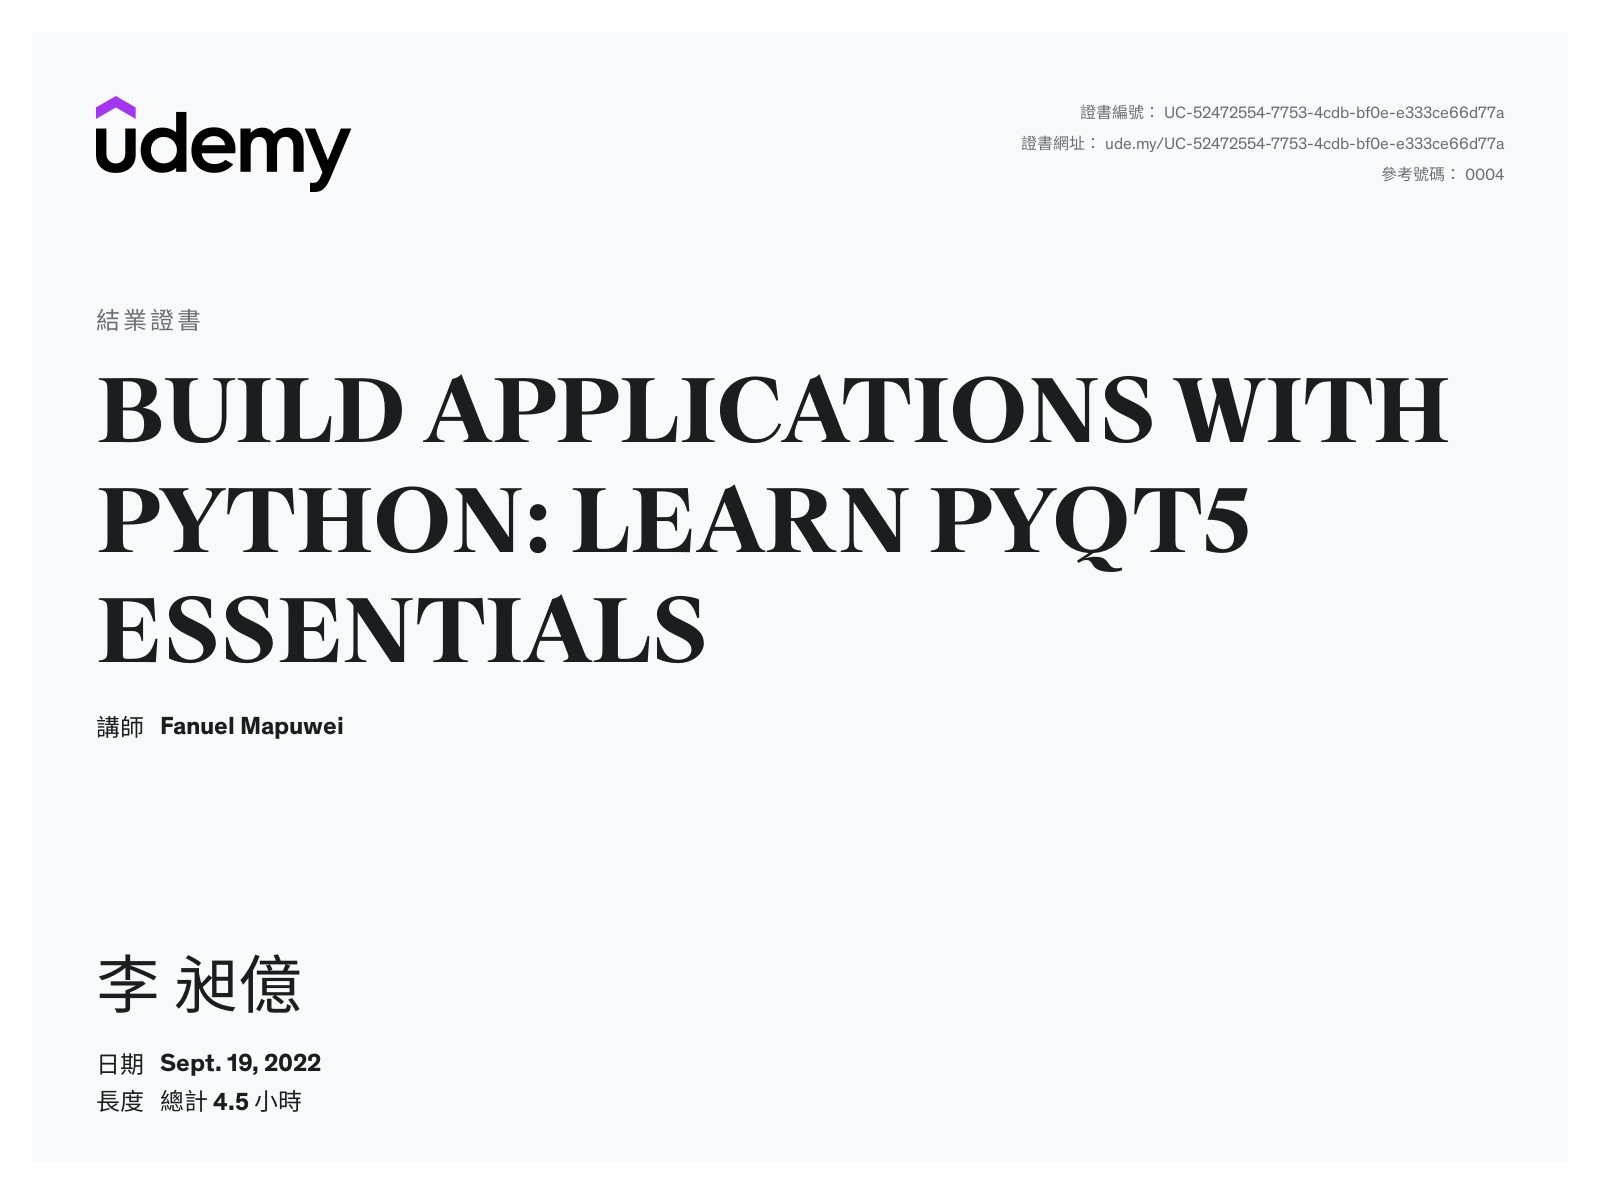 udemy
證書編號： UC-52472554-7753-4cdb-bf0e-e333ce66d77a
證書網址： ude.my/UC-52472554-7753-4cdb-bf0e-e333ce66d77a
參考號碼： 0004
結業證書
BUILD APPLICATIONS WITH
PYTHON: LEARN PYQT5
ESSENTIALS
講師 Fanuel Mapuwei
李 昶億
日期 Sept. 19, 2022
長度 總計 4.5 小時